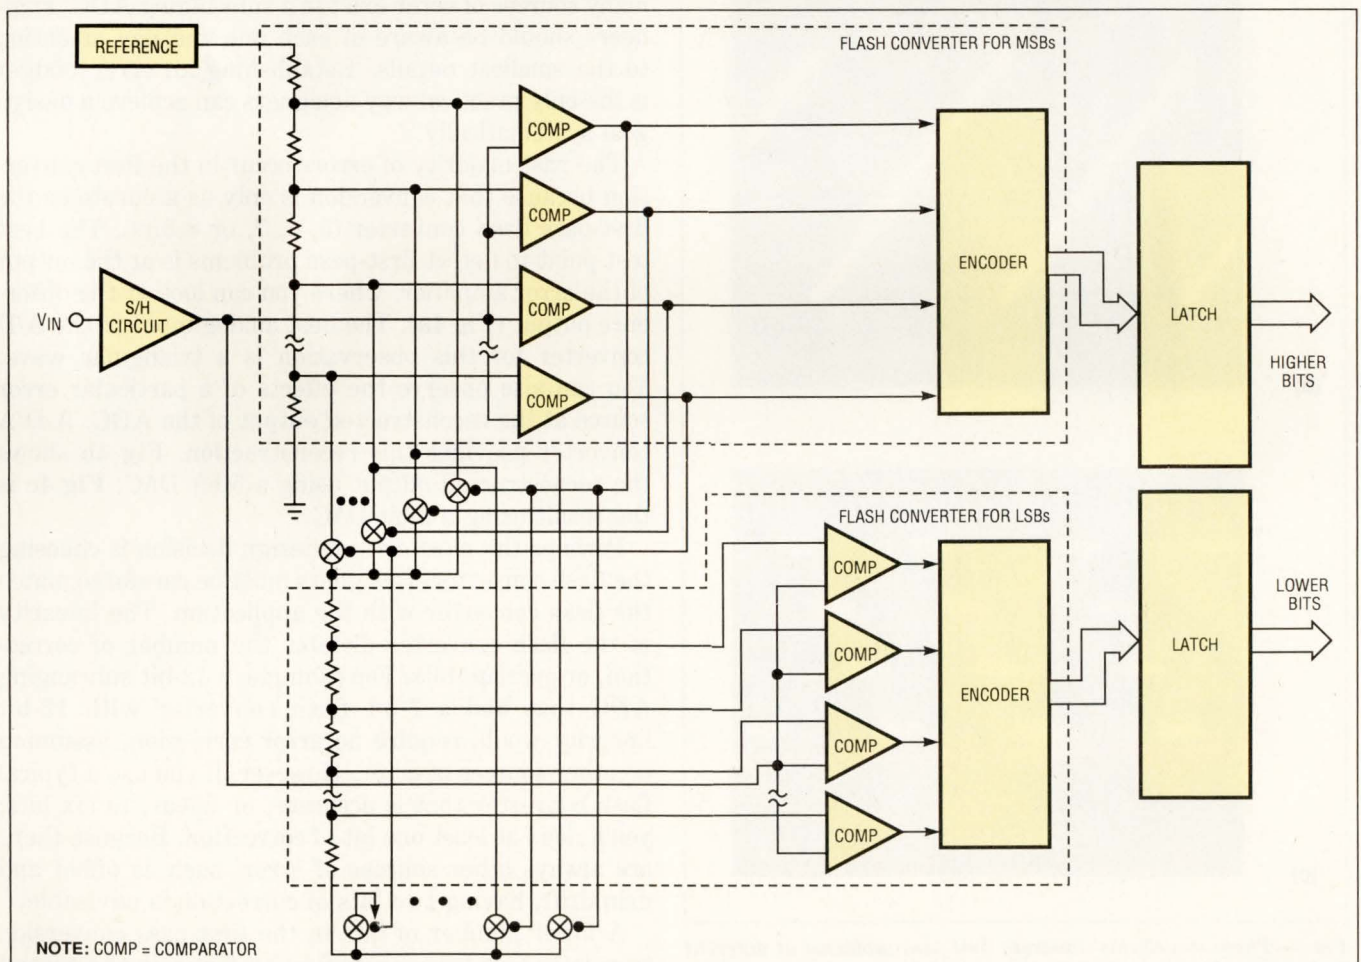 REFERENCE
FLASH CONVERTER FOR MSBs
COMP
COMP
COMP
COMP
ENCODER
LATCH
HIGHER
BITS
S/H
CIRCUIT
VIN
FLASH CONVERTER FOR LSBs
COMP
COMP
COMP
COMP
ENCODER
LATCH
LOWER
BITS
NOTE: COMP = COMPARATOR